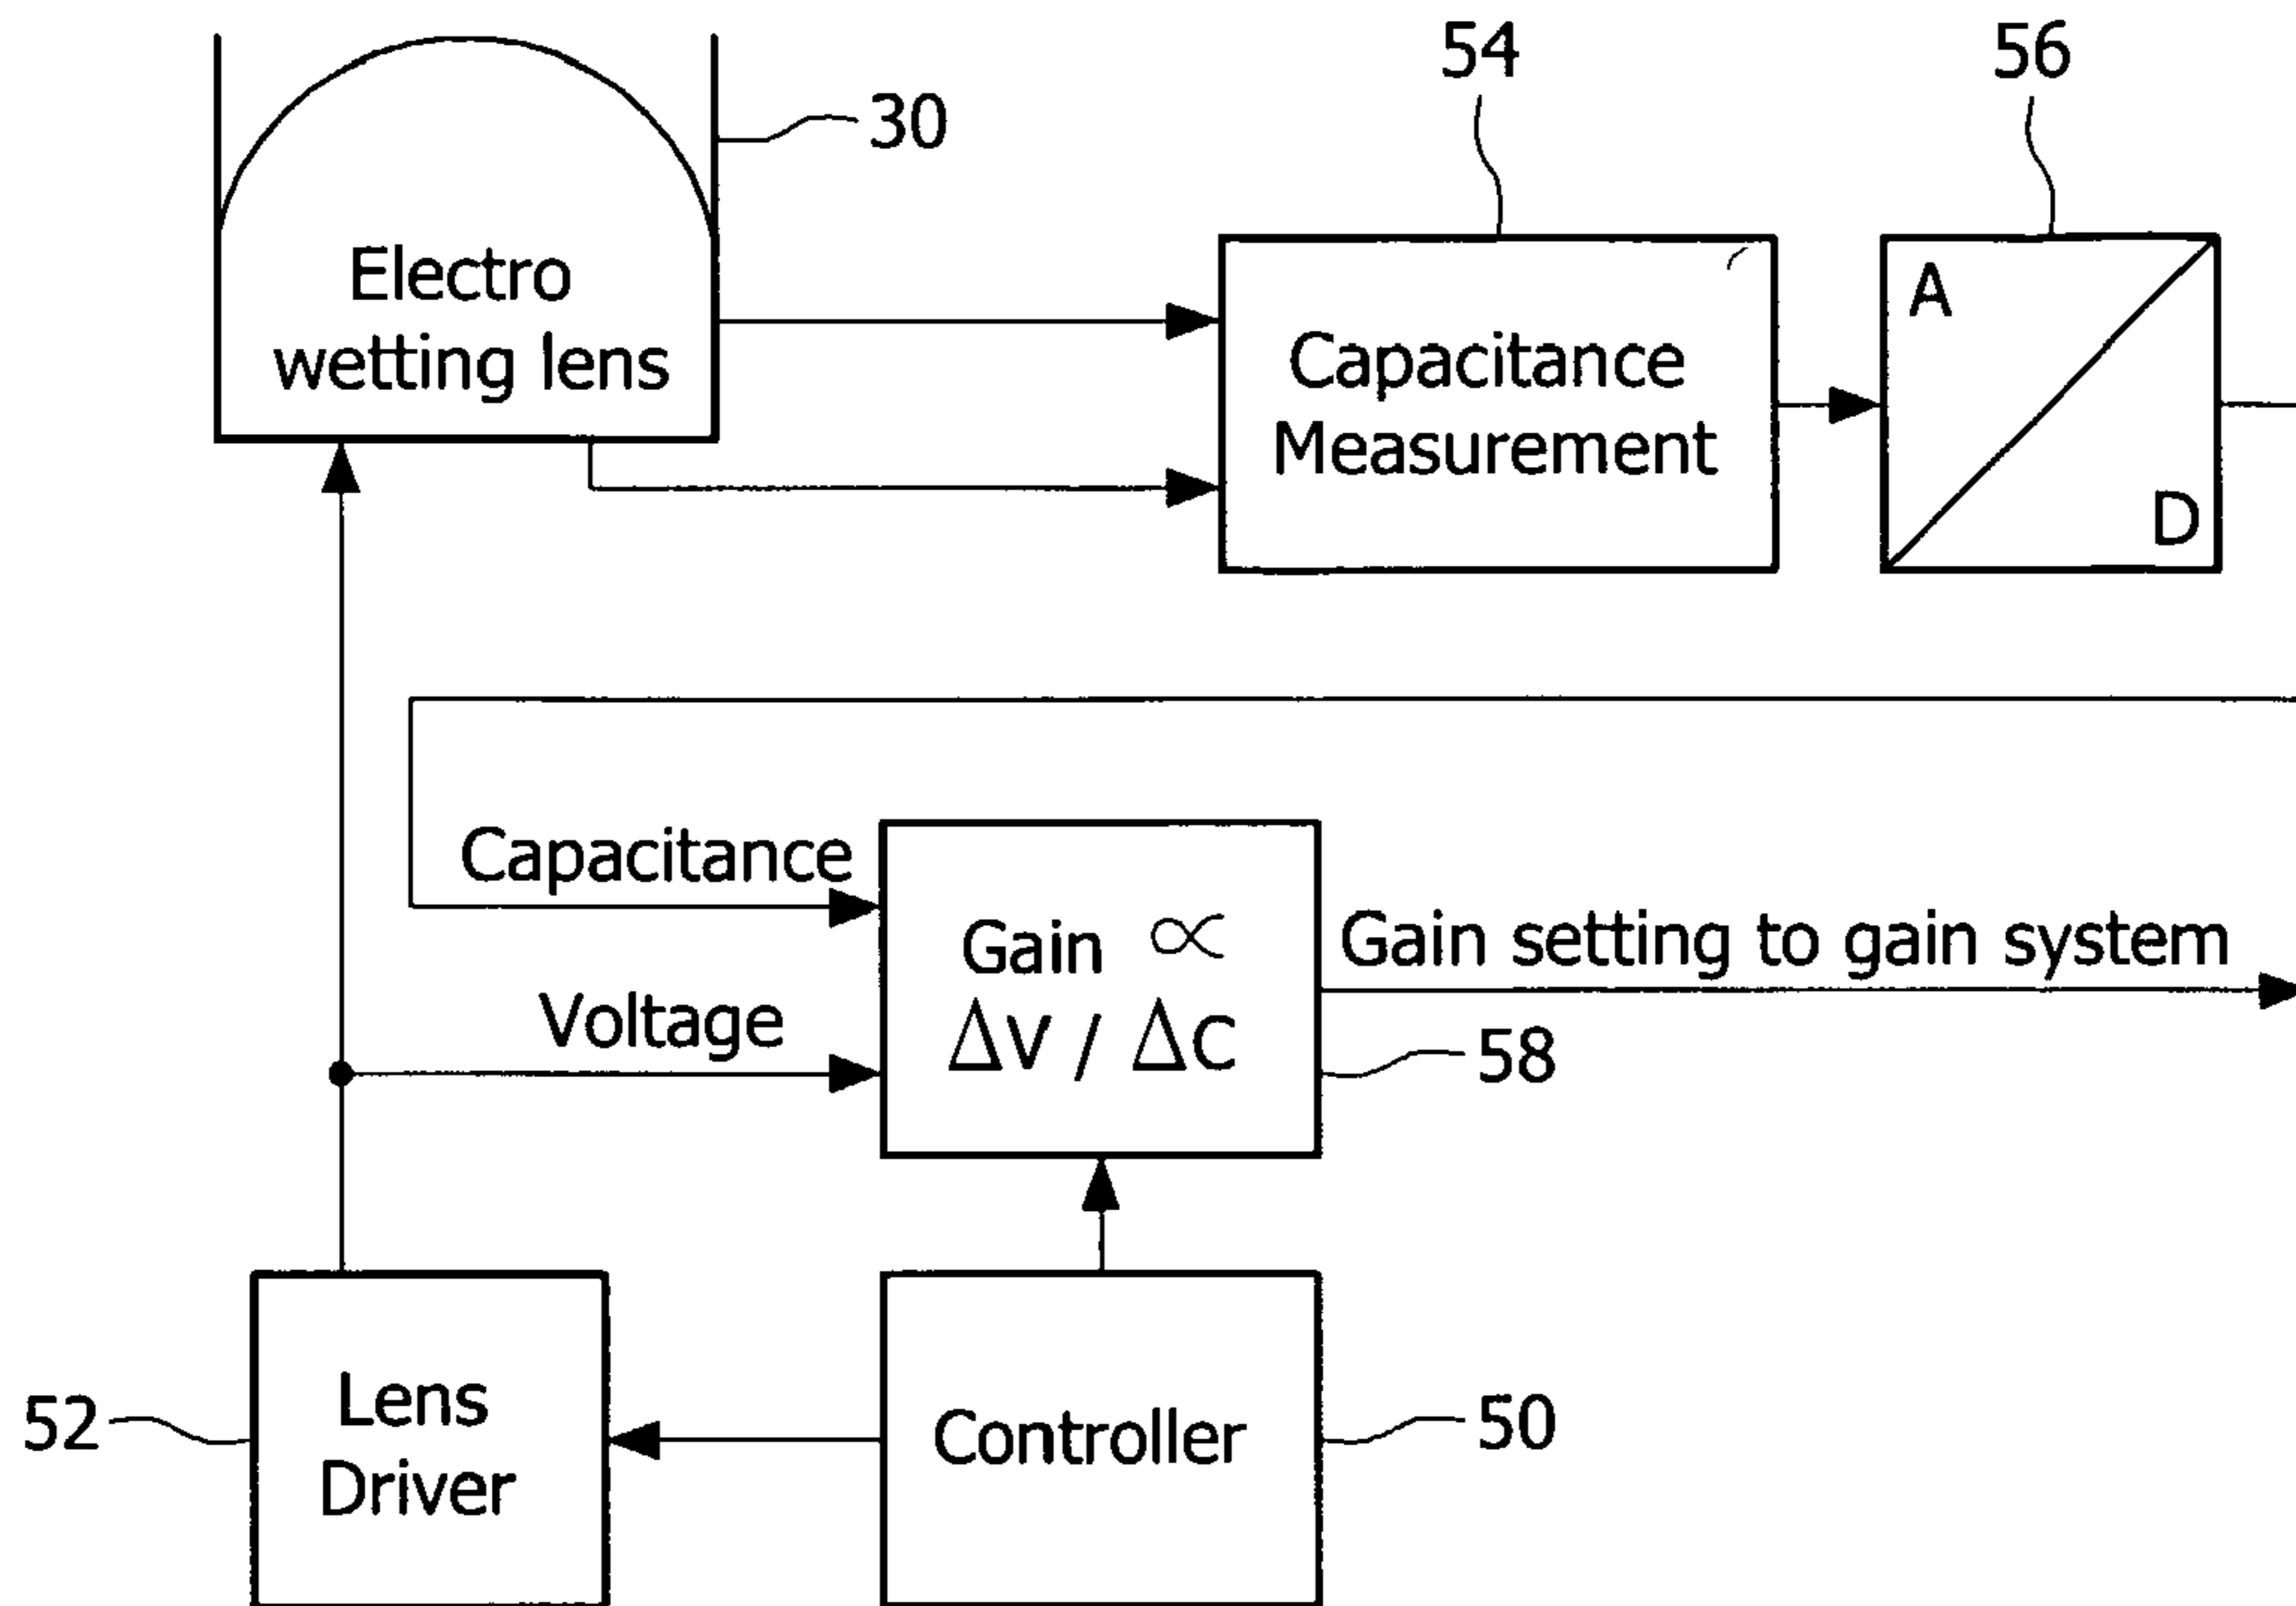 54
56
30
Electro
wetting lens
A
Capacitance
Measurement
D
Capacitance
Gain ∝
ΔV / ΔC
Gain setting to gain system
Voltage
58
52
Lens
Driver
Controller
50